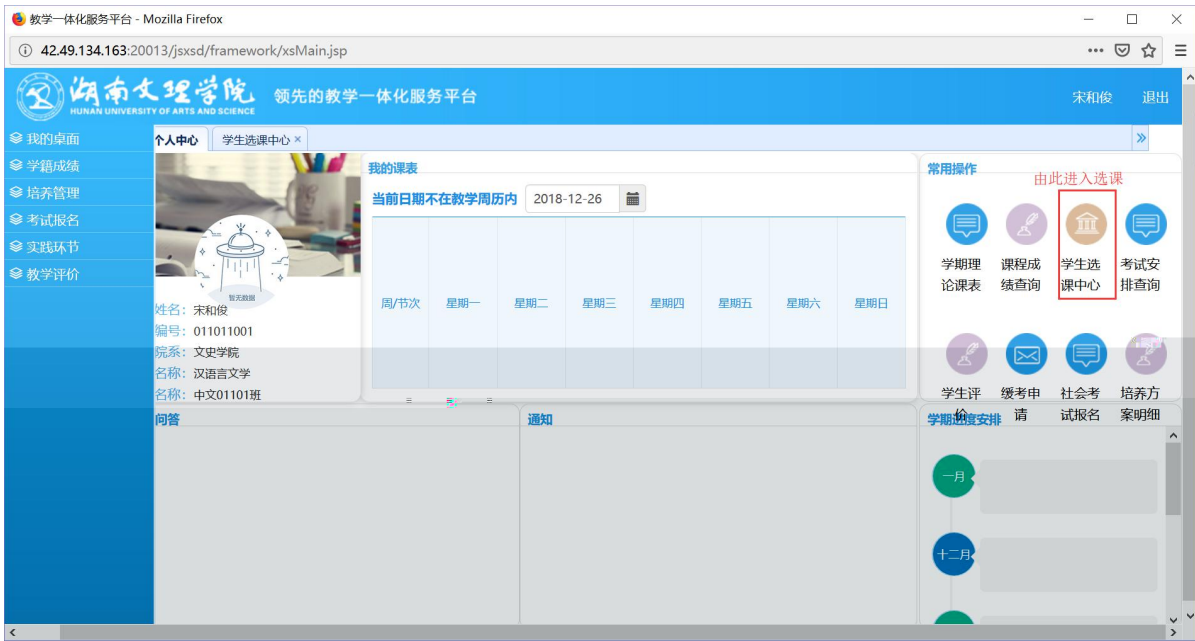 教学一体化服务平台 - Mozilla Firefox
42.49.134.163:20013/jsxsd/framework/xsMain.jsp
湖南文理学院
HUNAN UNIVERSITY OF ARTS AND SCIENCE
领先的教学一体化服务平台
宋和俊 退出
我的桌面
学籍成绩
培养管理
考试报名
实践环节
教学评价
个人中心 学生选课中心 ×
暂无数据
姓名: 宋和俊
编号: 011011001
院系: 文史学院
名称: 汉语言文学
名称: 中文01101班
我的课表
当前日期不在教学周历内 2018-12-26
周/节次 星期一 星期二 星期三 星期四 星期五 星期六 星期日
常用操作
由此进入选课
学期理论课表
课程成绩查询
学生选课中心
考试安排查询
学生评价
缓考申请
社会考试报名
培养方案明细
问答
通知
学期进度安排
一月
十二月